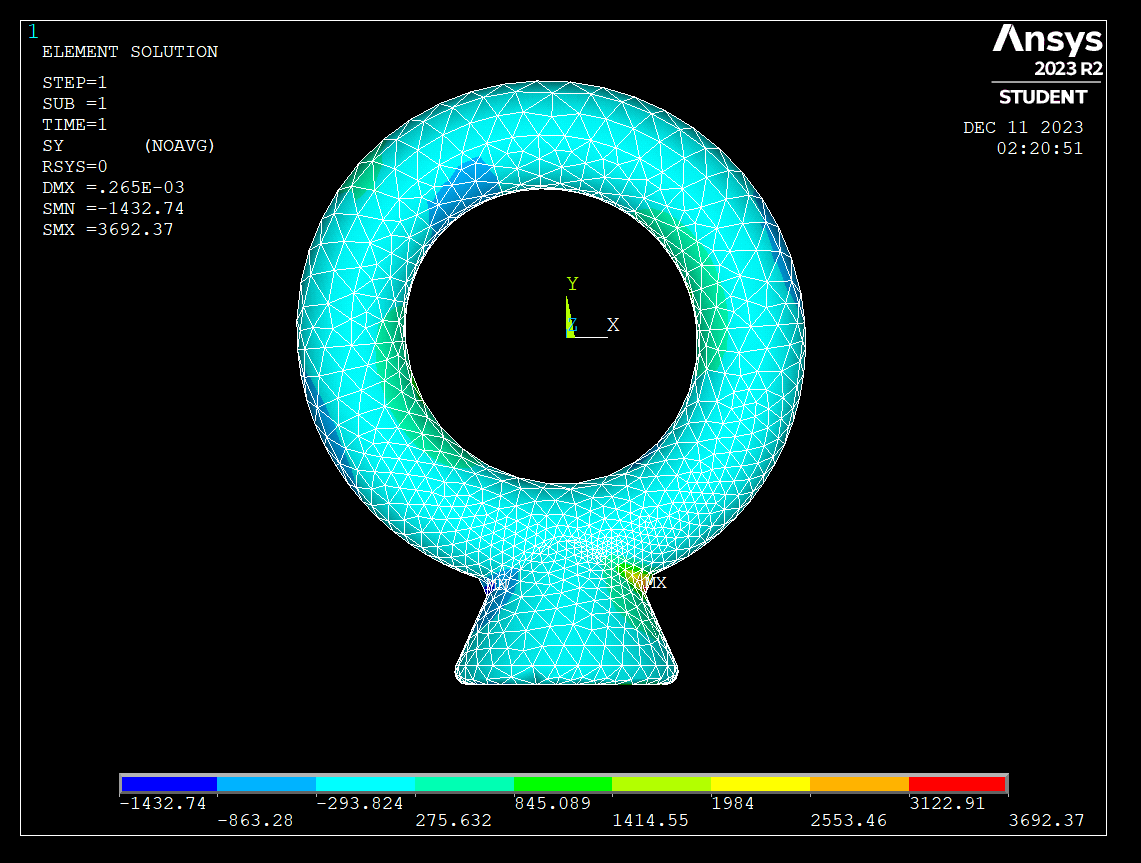 1
ELEMENT SOLUTION
STEP=1
SUB =1
TIME=1
SY (NOAVG)
RSYS=0
DMX =.265E-03
SMN =-1432.74
SMX =3692.37
Ansys
2023 R2
STUDENT
DEC 11 2023
02:20:51
Y
Z X
MN
MX
-1432.74 -293.824 845.089 1984 3122.91
-863.28 275.632 1414.55 2553.46 3692.37